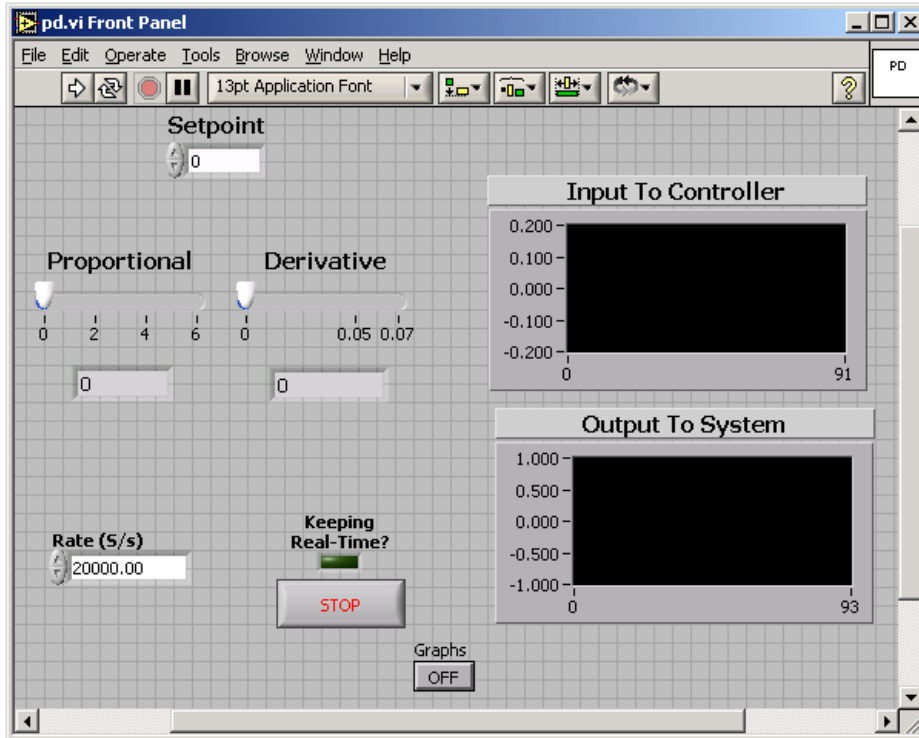 pd.vi Front Panel
File Edit Operate Tools Browse Window Help
13pt Application Font
?
PD
Setpoint
0
Input To Controller
0.200
0.100
0.000
-0.100
-0.200
0 91
Proportional
0 2 4 6
0
Derivative
0 0.05 0.07
0
Output To System
1.000
0.500
0.000
-0.500
-1.000
0 93
Rate (S/s)
20000.00
Keeping
Real-Time?
STOP
Graphs
OFF